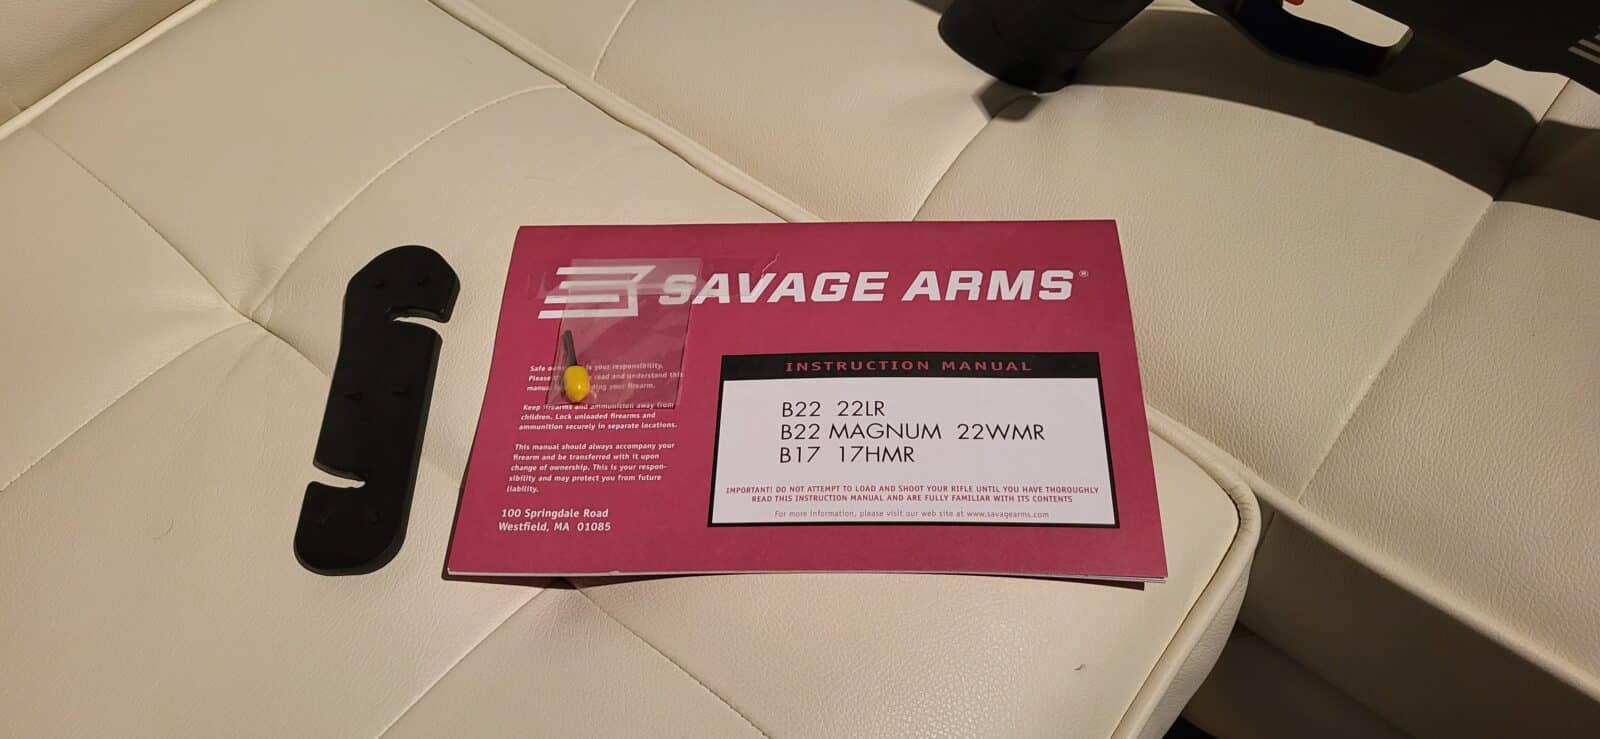 SAVAGE ARMS®
Safe is your responsibility.
Please read and understand this
manual your firearm.
Keep firearms and ammunition away from
children. Lock unloaded firearms and
ammunition securely in separate locations.
This manual should always accompany your
firearm and be transferred with it upon
change of ownership. This is your respon-
sibility and may protect you from future
liability.
100 Springdale Road
Westfield, MA 01085
INSTRUCTION MANUAL
B22 22LR
B22 MAGNUM 22WMR
B17 17HMR
IMPORTANT! DO NOT ATTEMPT TO LOAD AND SHOOT YOUR RIFLE UNTIL YOU HAVE THOROUGHLY
READ THIS INSTRUCTION MANUAL AND ARE FULLY FAMILIAR WITH ITS CONTENTS
For more information, please visit our web site at www.savagearms.com